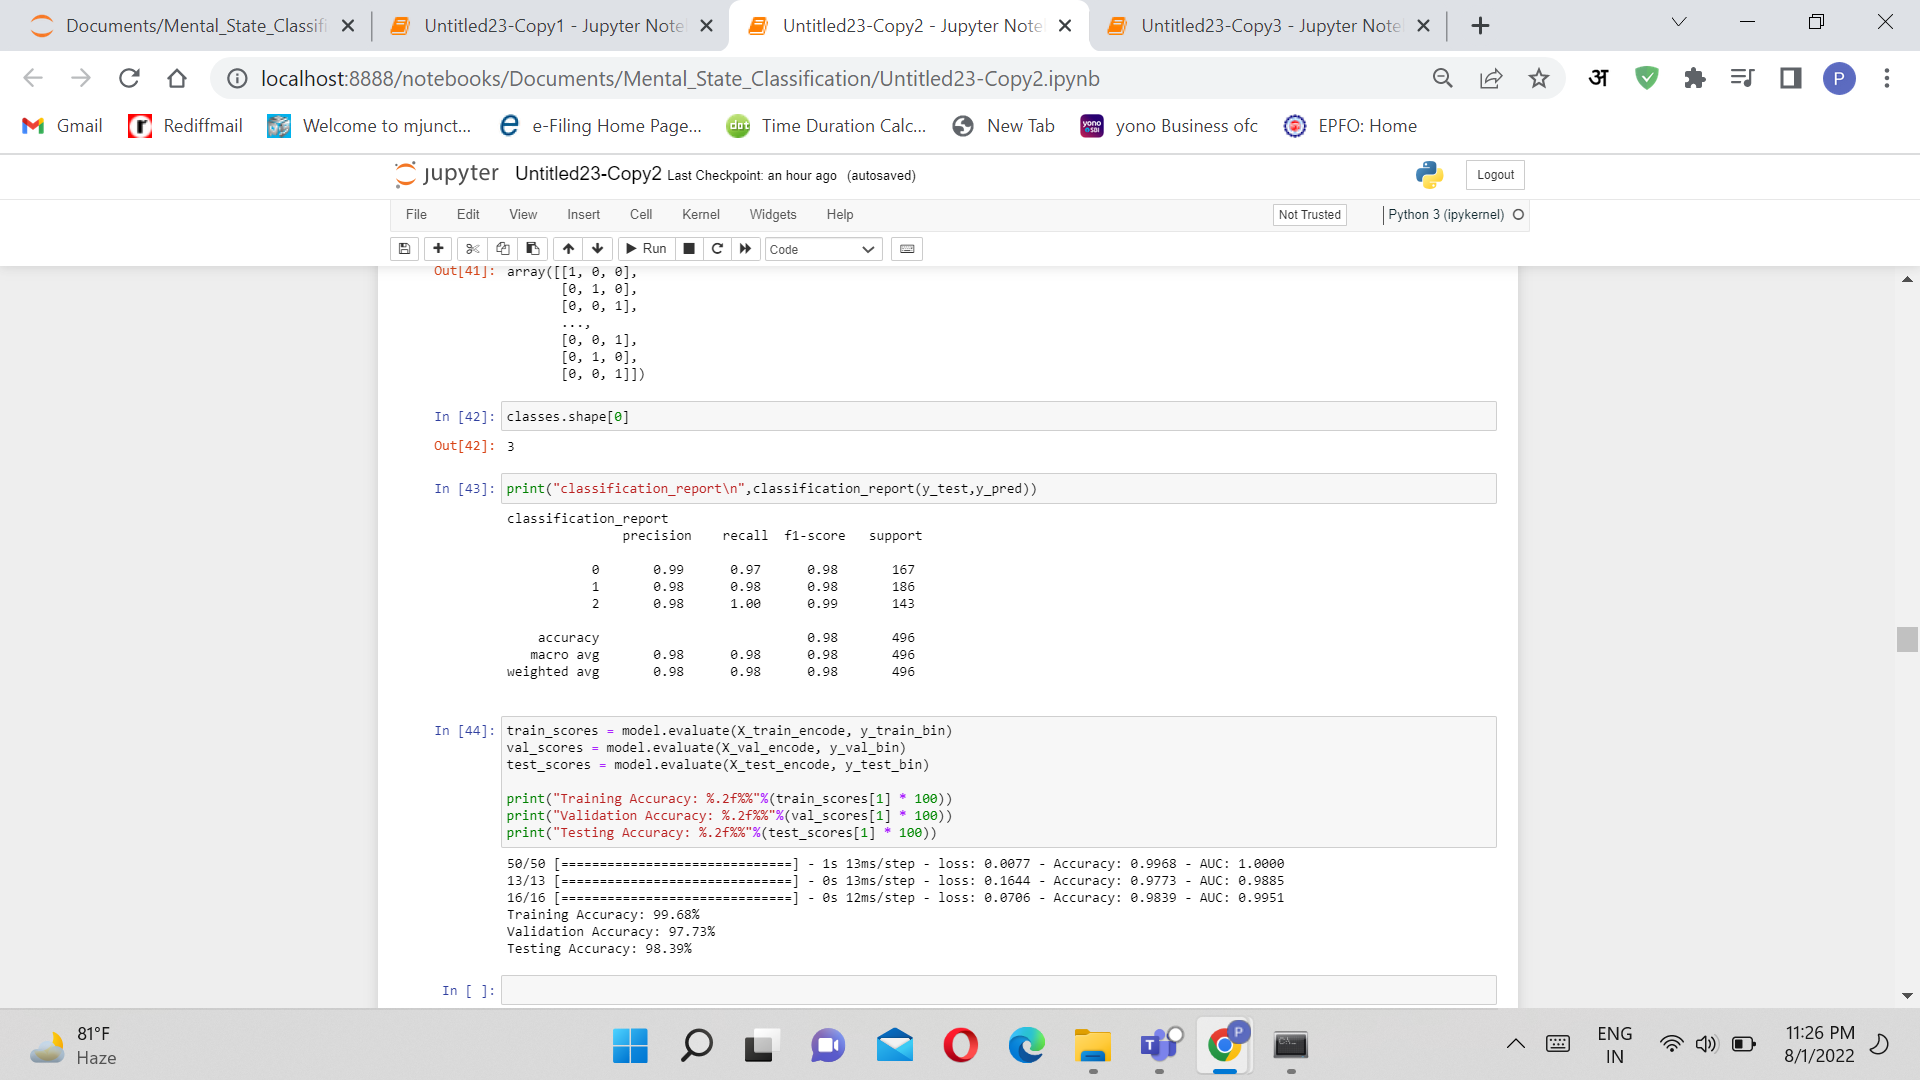 Documents/Mental_State_Classifi
Untitled23-Copy1 - Jupyter Note
Untitled23-Copy2 - Jupyter Note
Untitled23-Copy3 - Jupyter Note
localhost:8888/notebooks/Documents/Mental_State_Classification/Untitled23-Copy2.ipynb
अ
P
Gmail
Rediffmail
Welcome to mjunct...
e-Filing Home Page...
dot
Time Duration Calc...
New Tab
yono SBI
yono Business ofc
EPFO: Home
jupyter Untitled23-Copy2 Last Checkpoint: an hour ago (autosaved)
Logout
File Edit View Insert Cell Kernel Widgets Help
Not Trusted
Python 3 (ipykernel)
Run
Code
Out[41]: array([[1, 0, 0],
[0, 1, 0],
[0, 0, 1],
...,
[0, 0, 1],
[0, 1, 0],
[0, 0, 1]])
In [42]: classes.shape[0]
Out[42]: 3
In [43]: print("classification_report\n",classification_report(y_test,y_pred))
classification_report
precision recall f1-score support
0 0.99 0.97 0.98 167
1 0.98 0.98 0.98 186
2 0.98 1.00 0.99 143
accuracy 0.98 496
macro avg 0.98 0.98 0.98 496
weighted avg 0.98 0.98 0.98 496
In [44]: train_scores = model.evaluate(X_train_encode, y_train_bin)
val_scores = model.evaluate(X_val_encode, y_val_bin)
test_scores = model.evaluate(X_test_encode, y_test_bin)
print("Training Accuracy: %.2f%%"%(train_scores[1] * 100))
print("Validation Accuracy: %.2f%%"%(val_scores[1] * 100))
print("Testing Accuracy: %.2f%%"%(test_scores[1] * 100))
50/50 [==============================] - 1s 13ms/step - loss: 0.0077 - Accuracy: 0.9968 - AUC: 1.0000
13/13 [==============================] - 0s 13ms/step - loss: 0.1644 - Accuracy: 0.9773 - AUC: 0.9885
16/16 [==============================] - 0s 12ms/step - loss: 0.0706 - Accuracy: 0.9839 - AUC: 0.9951
Training Accuracy: 99.68%
Validation Accuracy: 97.73%
Testing Accuracy: 98.39%
In [ ]:
81°F
Haze
T
P
ENG
IN
11:26 PM
8/1/2022